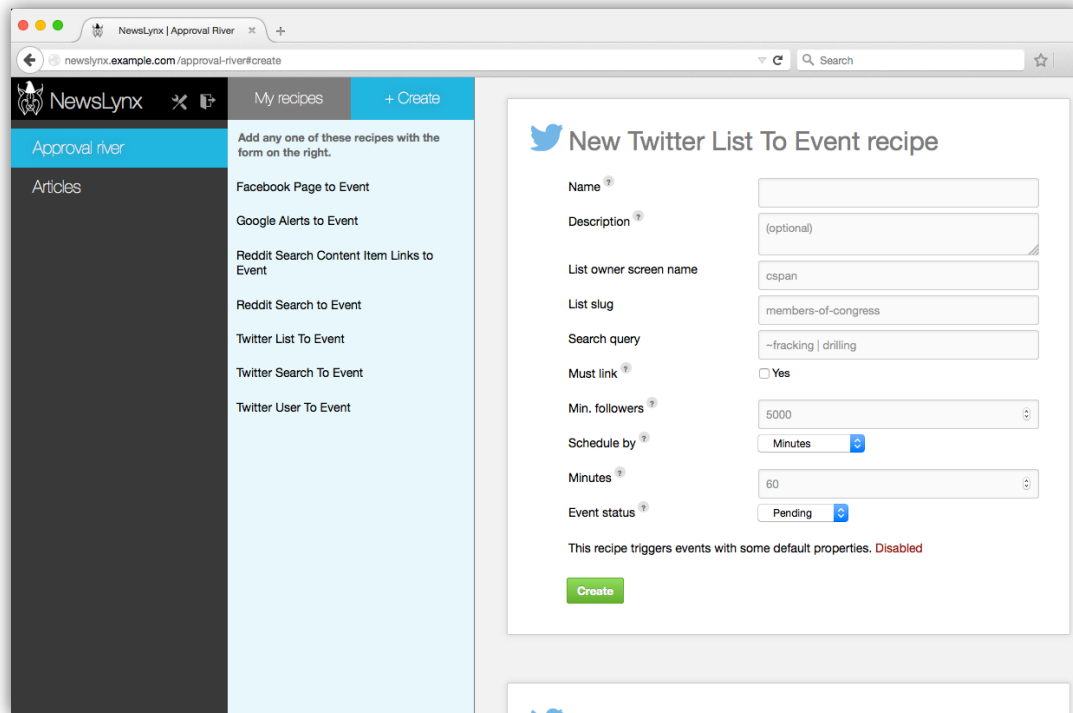 NewsLynx | Approval River
newslynx.example.com/approval-river#create
Search
NewsLynx
My recipes
+ Create
Approval river
Articles
Add any one of these recipes with the
form on the right.
Facebook Page to Event
Google Alerts to Event
Reddit Search Content Item Links to
Event
Reddit Search to Event
Twitter List To Event
Twitter Search To Event
Twitter User To Event
New Twitter List To Event recipe
Name ?
Description ?
(optional)
List owner screen name
cspan
List slug
members-of-congress
Search query
~fracking | drilling
Must link ?
Yes
Min. followers ?
5000
Schedule by ?
Minutes
Minutes ?
60
Event status ?
Pending
This recipe triggers events with some default properties. Disabled
Create